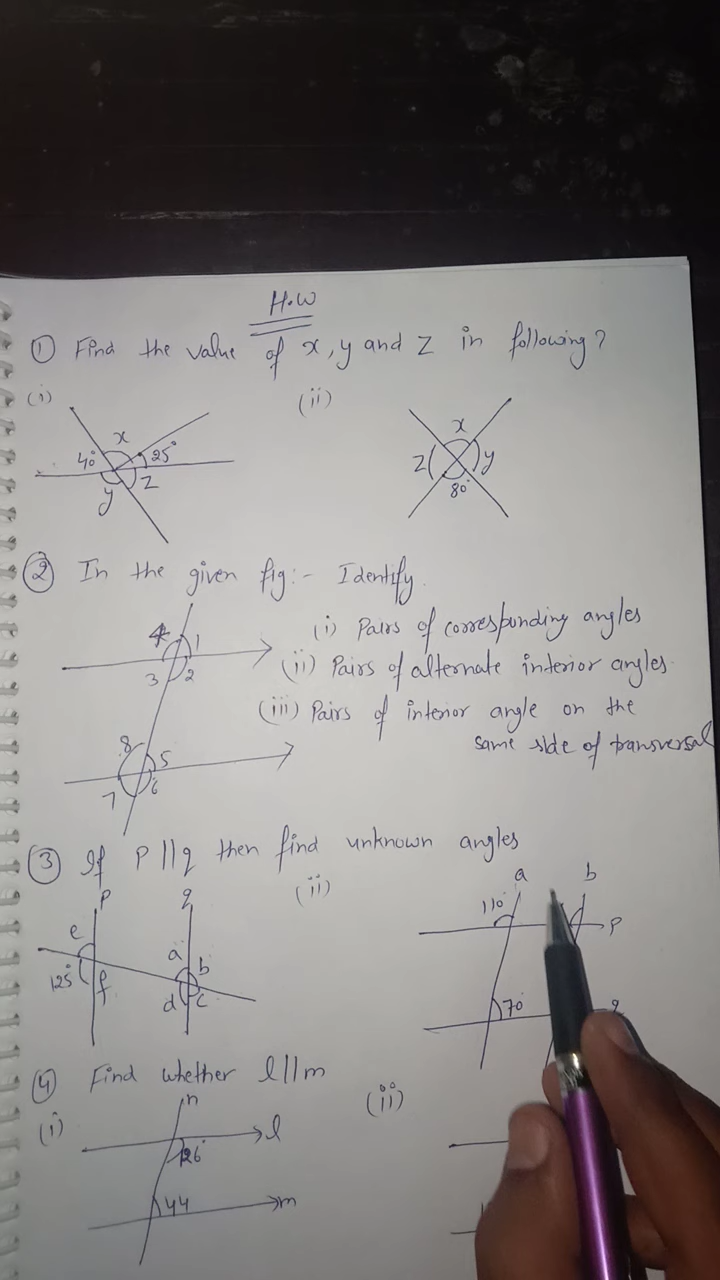 H.W
① Find the value of x, y and z in following?
(i) (ii)
40° x 25° y z
x y z 80°
② In the given fig:- Identify.
(i) Pairs of corresponding angles
(ii) Pairs of alternate interior angles.
(iii) Pairs of interior angle on the
same side of transversal
4 1
3 2
8 5
7 6
③ If P || q then find unknown angles
(ii)
p q
e a b
125° f d c
a b
110° p
70° q
④ Find whether l || m
(i) (ii)
n
l
44 m